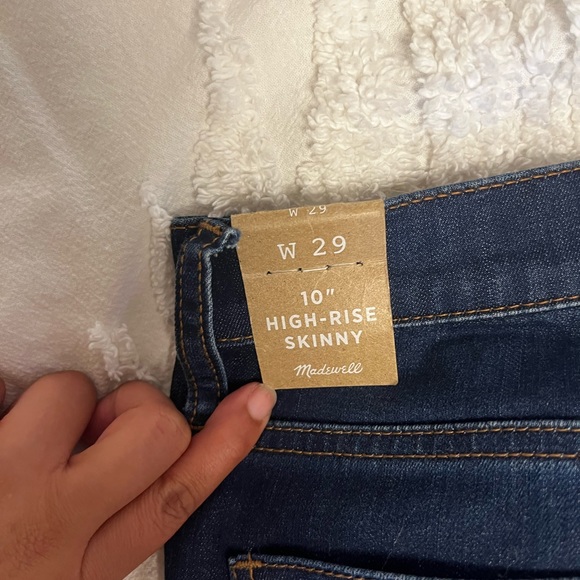 W 29
W 29
10"
HIGH-RISE
SKINNY
Madewell